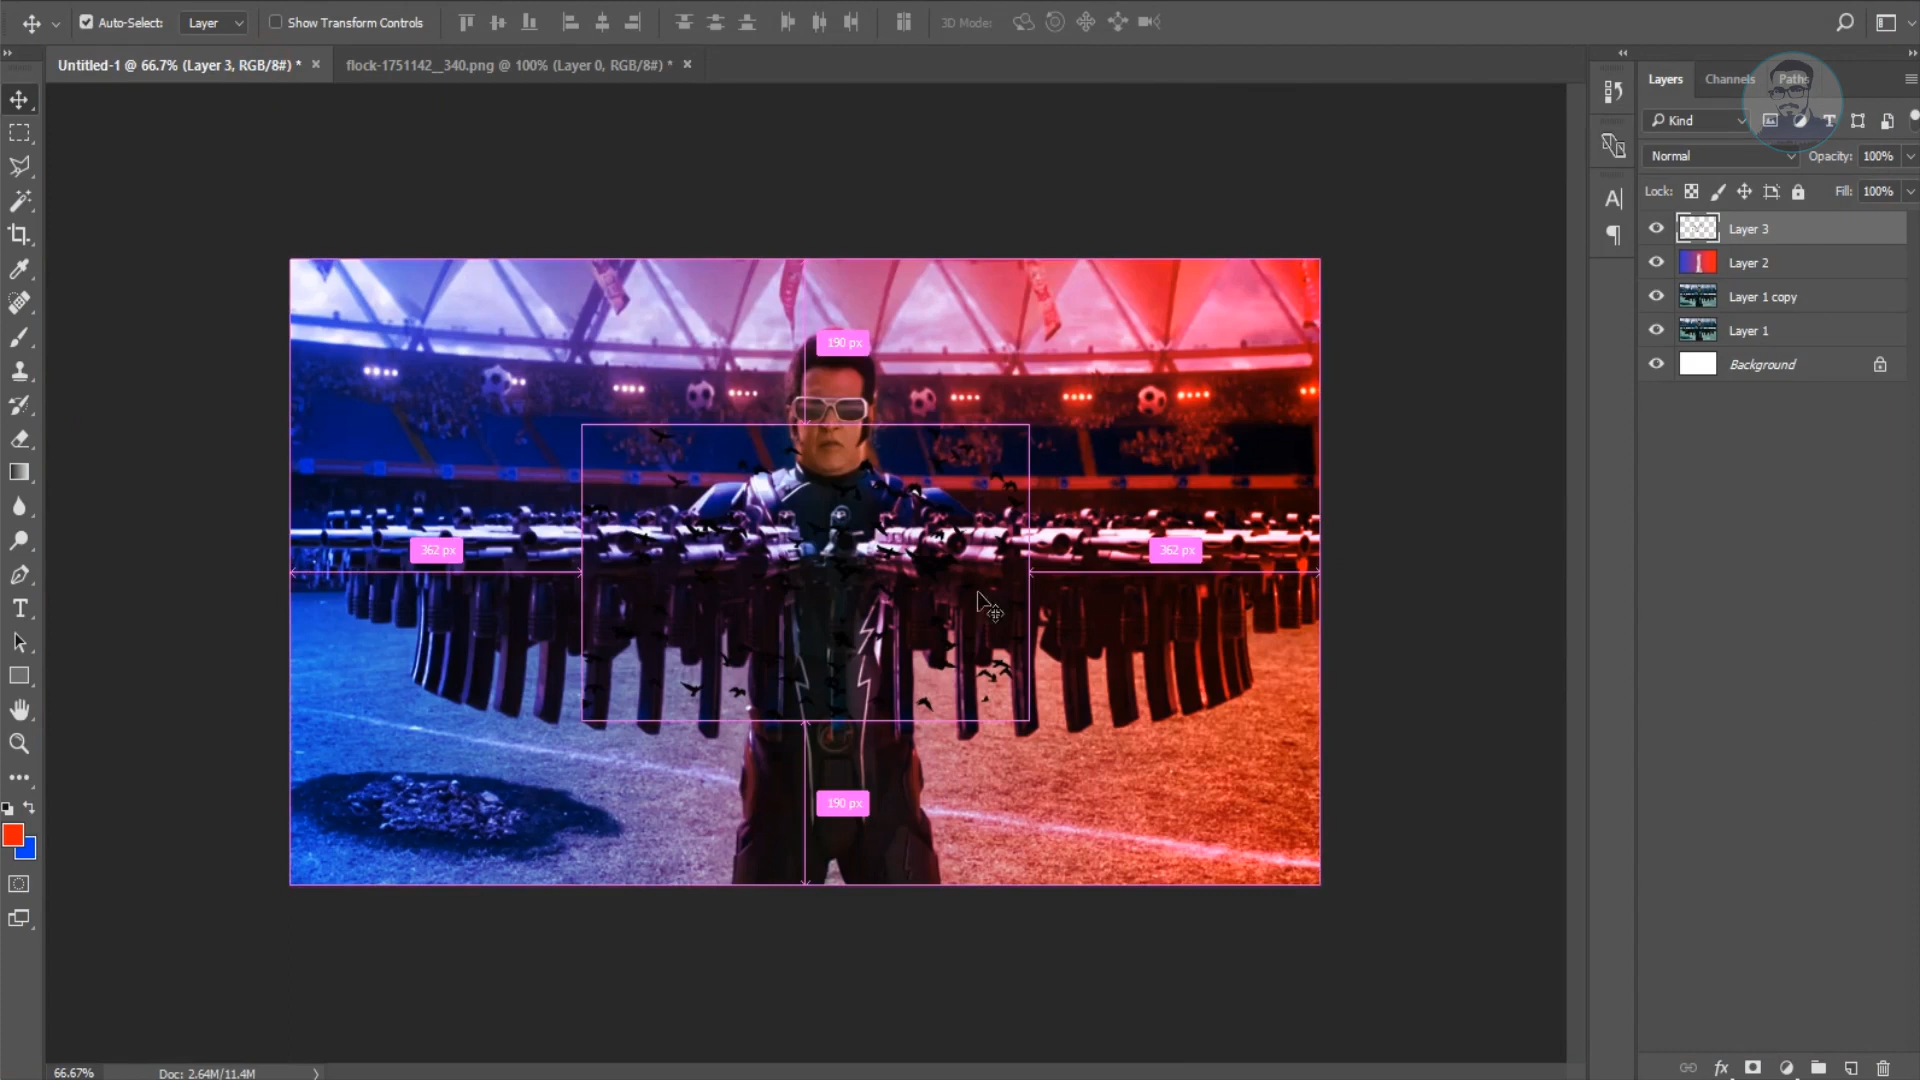 Auto-Select: Layer Show Transform Controls 3D Mode:
Untitled-1 @ 66.7% (Layer 3, RGB/8#) * flock-1751142__340.png @ 100% (Layer 0, RGB/8#) *
Layers Channels Paths
Kind
Normal Opacity: 100%
Lock: Fill: 100%
Layer 3
Layer 2
Layer 1 copy
Layer 1
Background
190 px
362 px 362 px
190 px
66.67% Doc: 2.64M/11.4M